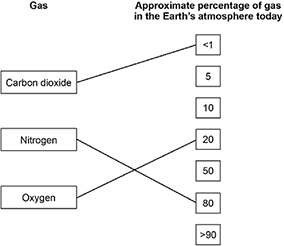 Gas
Approximate percentage of gas
in the Earth's atmosphere today
<1
5
Carbon dioxide
10
Nitrogen
20
50
Oxygen
80
>90